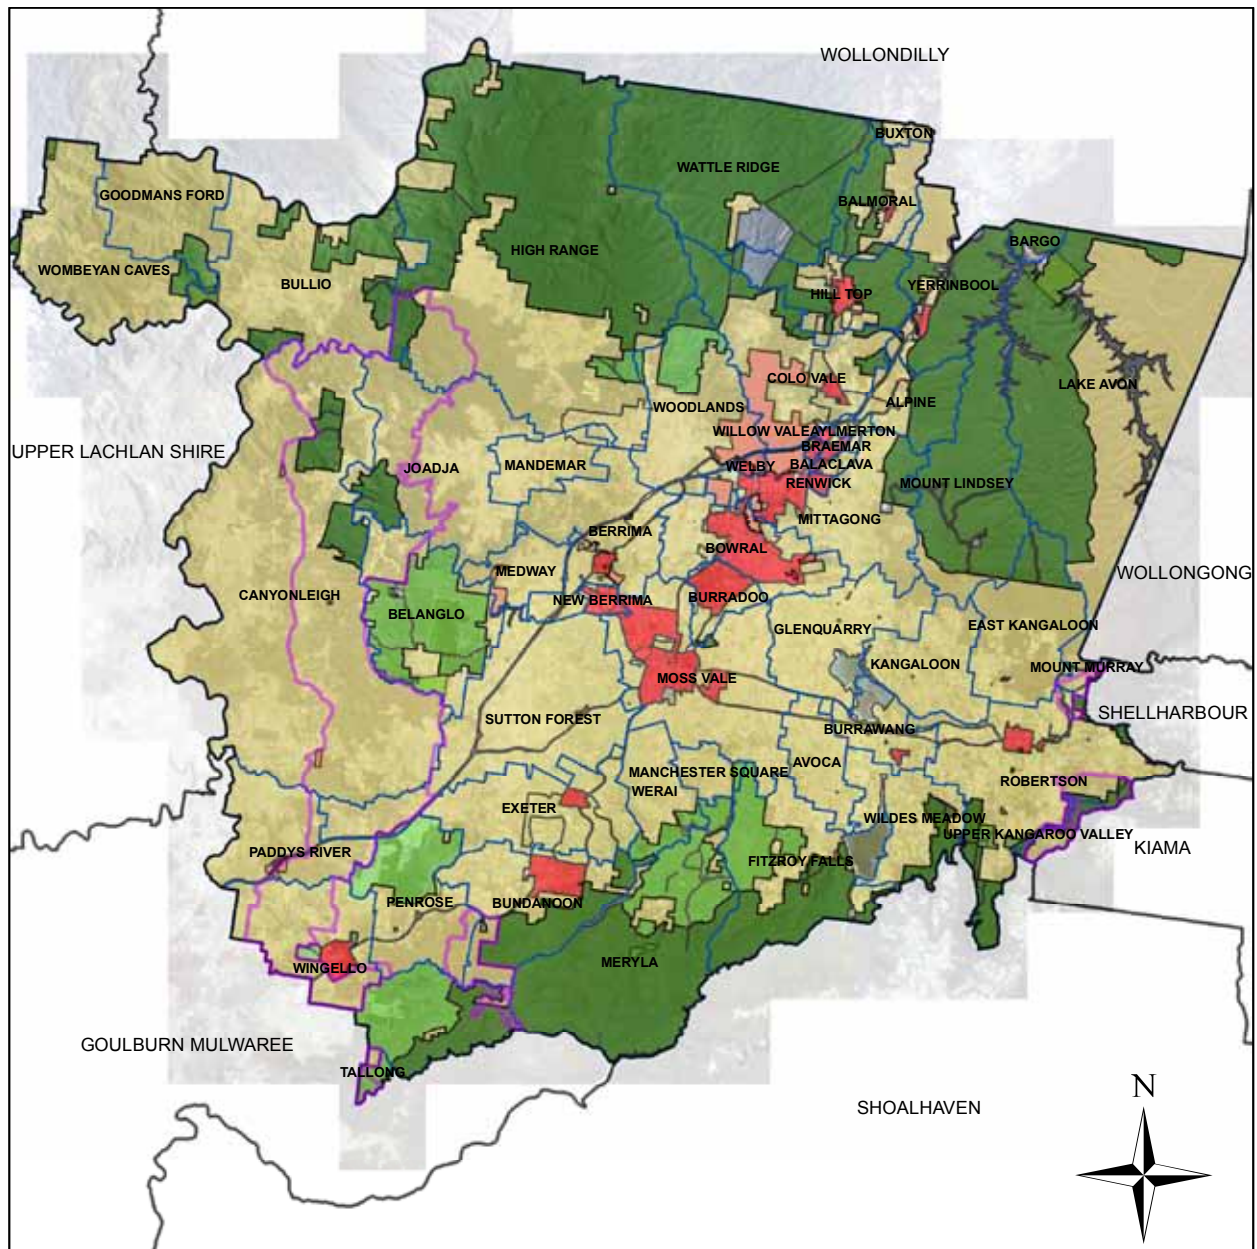 WOLLONDILLY
BUXTON
WATTLE RIDGE
GOODMANS FORD
BALMORAL
HIGH RANGE
BARGO
WOMBEYAN CAVES
BULLIO
YERRINBOOL
HILL TOP
COLO VALE
LAKE AVON
WOODLANDS
ALPINE
WILLOW VALE
AYLMERTON
BRAEMAR
UPPER LACHLAN SHIRE
JOADJA
MANDEMAR
WELBY
BALACLAVA
RENWICK
MOUNT LINDSEY
MITTAGONG
BERRIMA
BOWRAL
MEDWAY
WOLLONGONG
CANYONLEIGH
NEW BERRIMA
BURRADOO
BELANGLO
GLENQUARRY
EAST KANGALOON
KANGALOON
MOUNT MURRAY
MOSS VALE
SHELLHARBOUR
SUTTON FOREST
BURRAWANG
AVOCA
MANCHESTER SQUARE
ROBERTSON
WERAI
EXETER
WILDES MEADOW
UPPER KANGAROO VALLEY
KIAMA
PADDYS RIVER
FITZROY FALLS
PENROSE
BUNDANOON
WINGELLO
MERYLA
GOULBURN MULWAREE
TALLONG
SHOALHAVEN
N